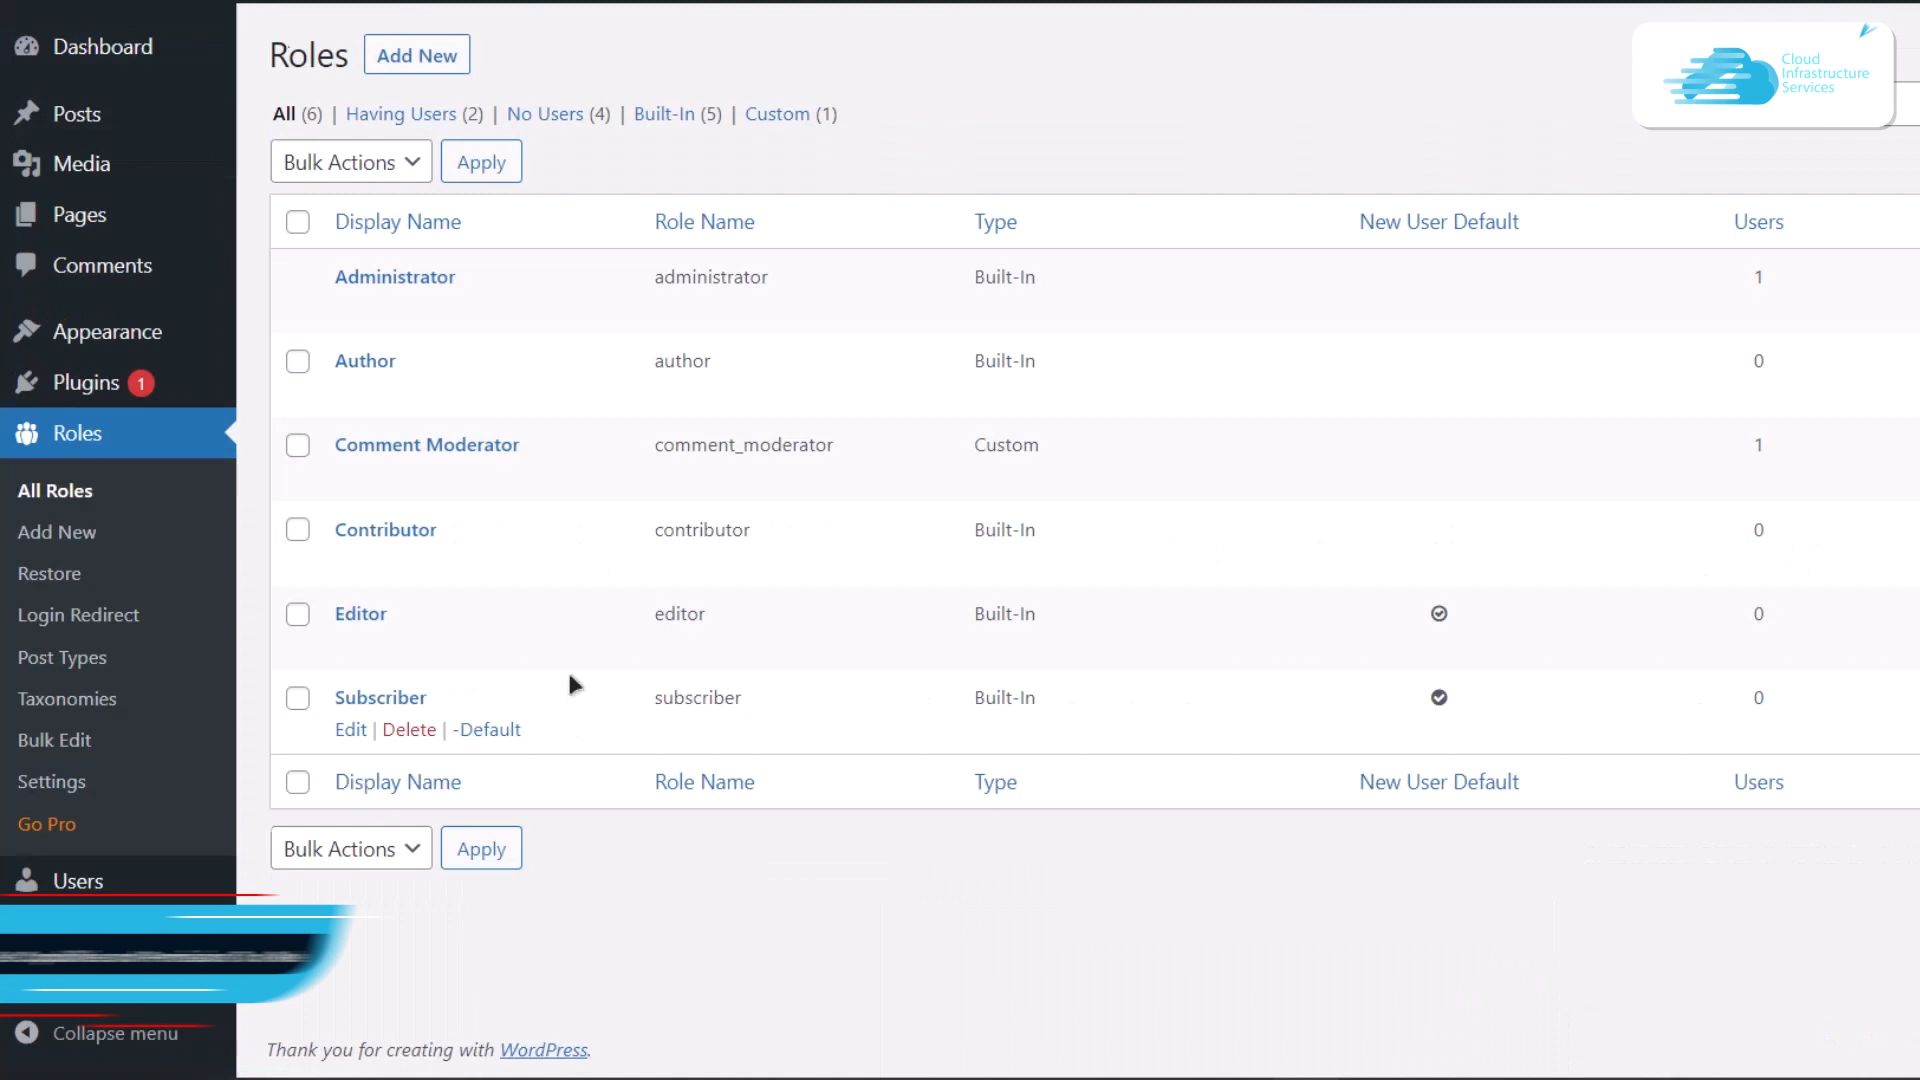 Dashboard
Posts
Media
Pages
Comments
Appearance
Plugins 1
Roles
All Roles
Add New
Restore
Login Redirect
Post Types
Taxonomies
Bulk Edit
Settings
Go Pro
Users
Collapse menu
Roles Add New
Cloud
Infrastructure
Services
All (6) | Having Users (2) | No Users (4) | Built-In (5) | Custom (1)
Bulk Actions Apply
Display Name Role Name Type New User Default Users
Administrator administrator Built-In 1
Author author Built-In 0
Comment Moderator comment_moderator Custom 1
Contributor contributor Built-In 0
Editor editor Built-In 0
Subscriber subscriber Built-In 0
Edit | Delete | -Default
Display Name Role Name Type New User Default Users
Bulk Actions Apply
Thank you for creating with WordPress.